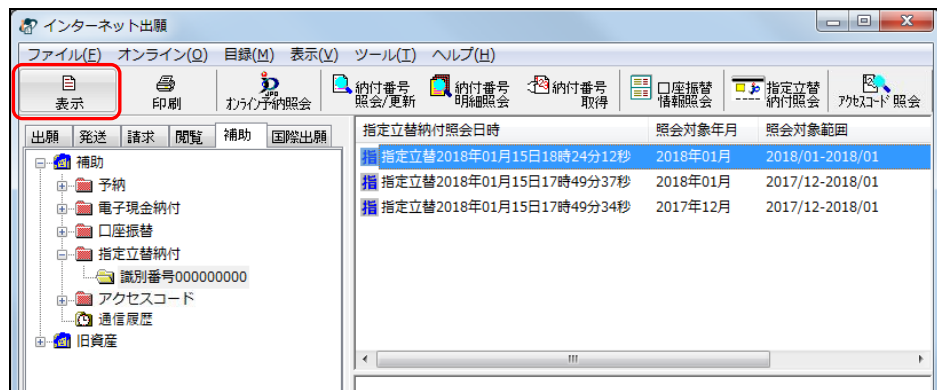 インターネット出願
ファイル(F) オンライン(O) 目録(M) 表示(V) ツール(T) ヘルプ(H)
表示 印刷 オンライン予納照会 納付番号照会/更新 納付番号明細照会 納付番号取得 口座振替情報照会 指定立替納付照会 アクセスコード照会
出願 発送 請求 閲覧 補助 国際出願
補助
予納
電子現金納付
口座振替
指定立替納付
識別番号000000000
アクセスコード
通信履歴
旧資産
指定立替納付照会日時 照会対象年月 照会対象範囲
指 指定立替2018年01月15日18時24分12秒 2018年01月 2018/01-2018/01
指 指定立替2018年01月15日17時49分37秒 2018年01月 2017/12-2018/01
指 指定立替2018年01月15日17時49分34秒 2017年12月 2017/12-2018/01